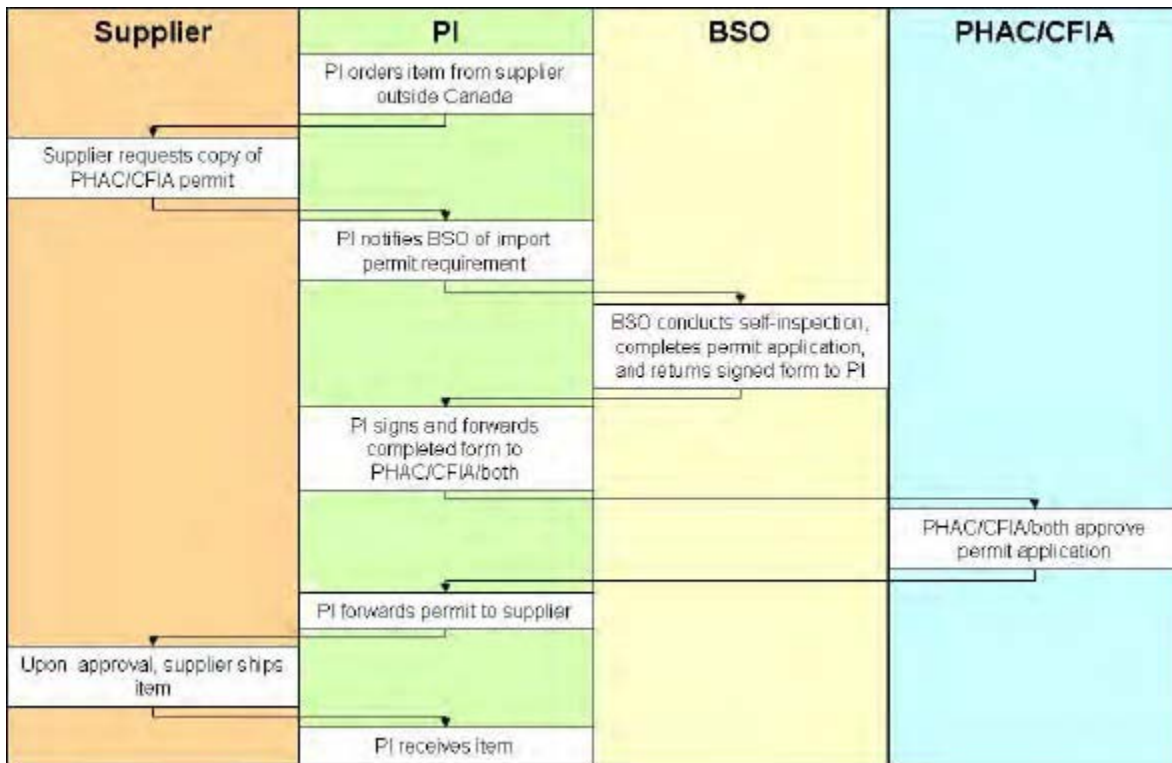 Supplier
PI
BSO
PHAC/CFIA
PI orders item from supplier
outside Canada
Supplier requests copy of
PHAC/CFIA permit
PI notifies BSO of import
permit requirement
BSO conducts self-inspection,
completes permit application,
and returns signed form to PI
PI signs and forwards
completed form to
PHAC/CFIA/both
PHAC/CFIA/both approve
permit application
PI forwards permit to supplier
Upon approval, supplier ships
item
PI receives item